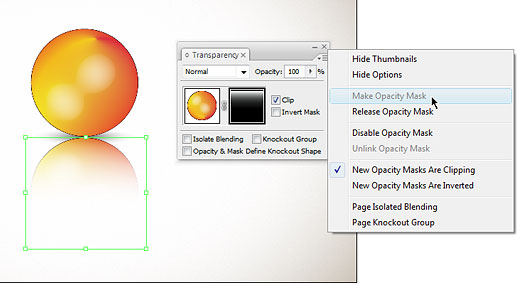 Transparency
Normal
Opacity: 100 %
Clip
Invert Mask
Isolate Blending
Knockout Group
Opacity & Mask Define Knockout Shape
Hide Thumbnails
Hide Options
Make Opacity Mask
Release Opacity Mask
Disable Opacity Mask
Unlink Opacity Mask
New Opacity Masks Are Clipping
New Opacity Masks Are Inverted
Page Isolated Blending
Page Knockout Group